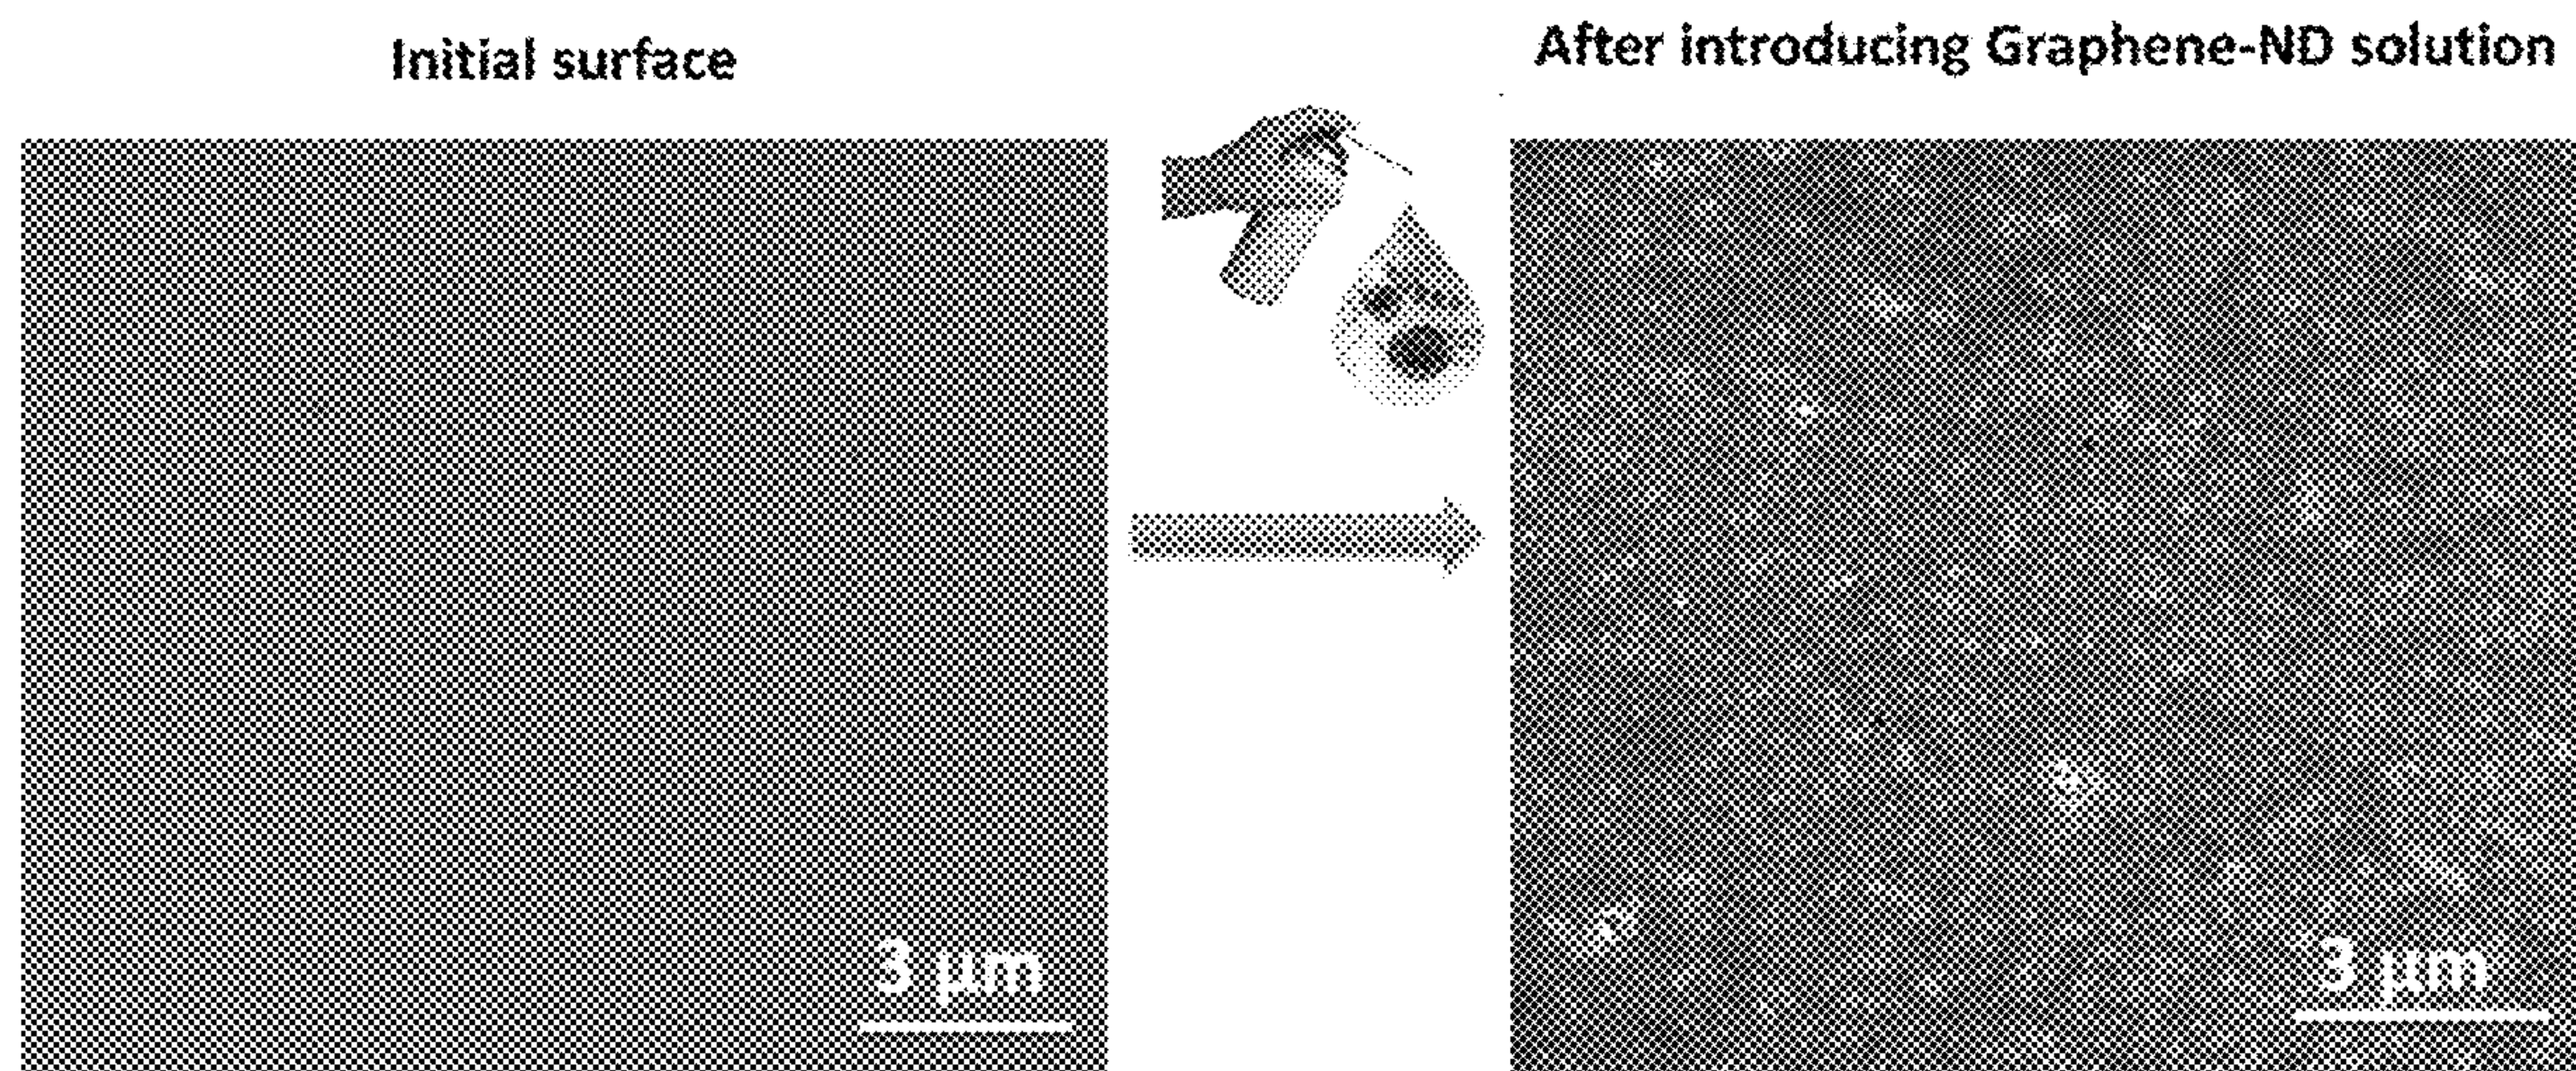 Initial surface
After introducing Graphene-ND solution
3 μm
3 μm